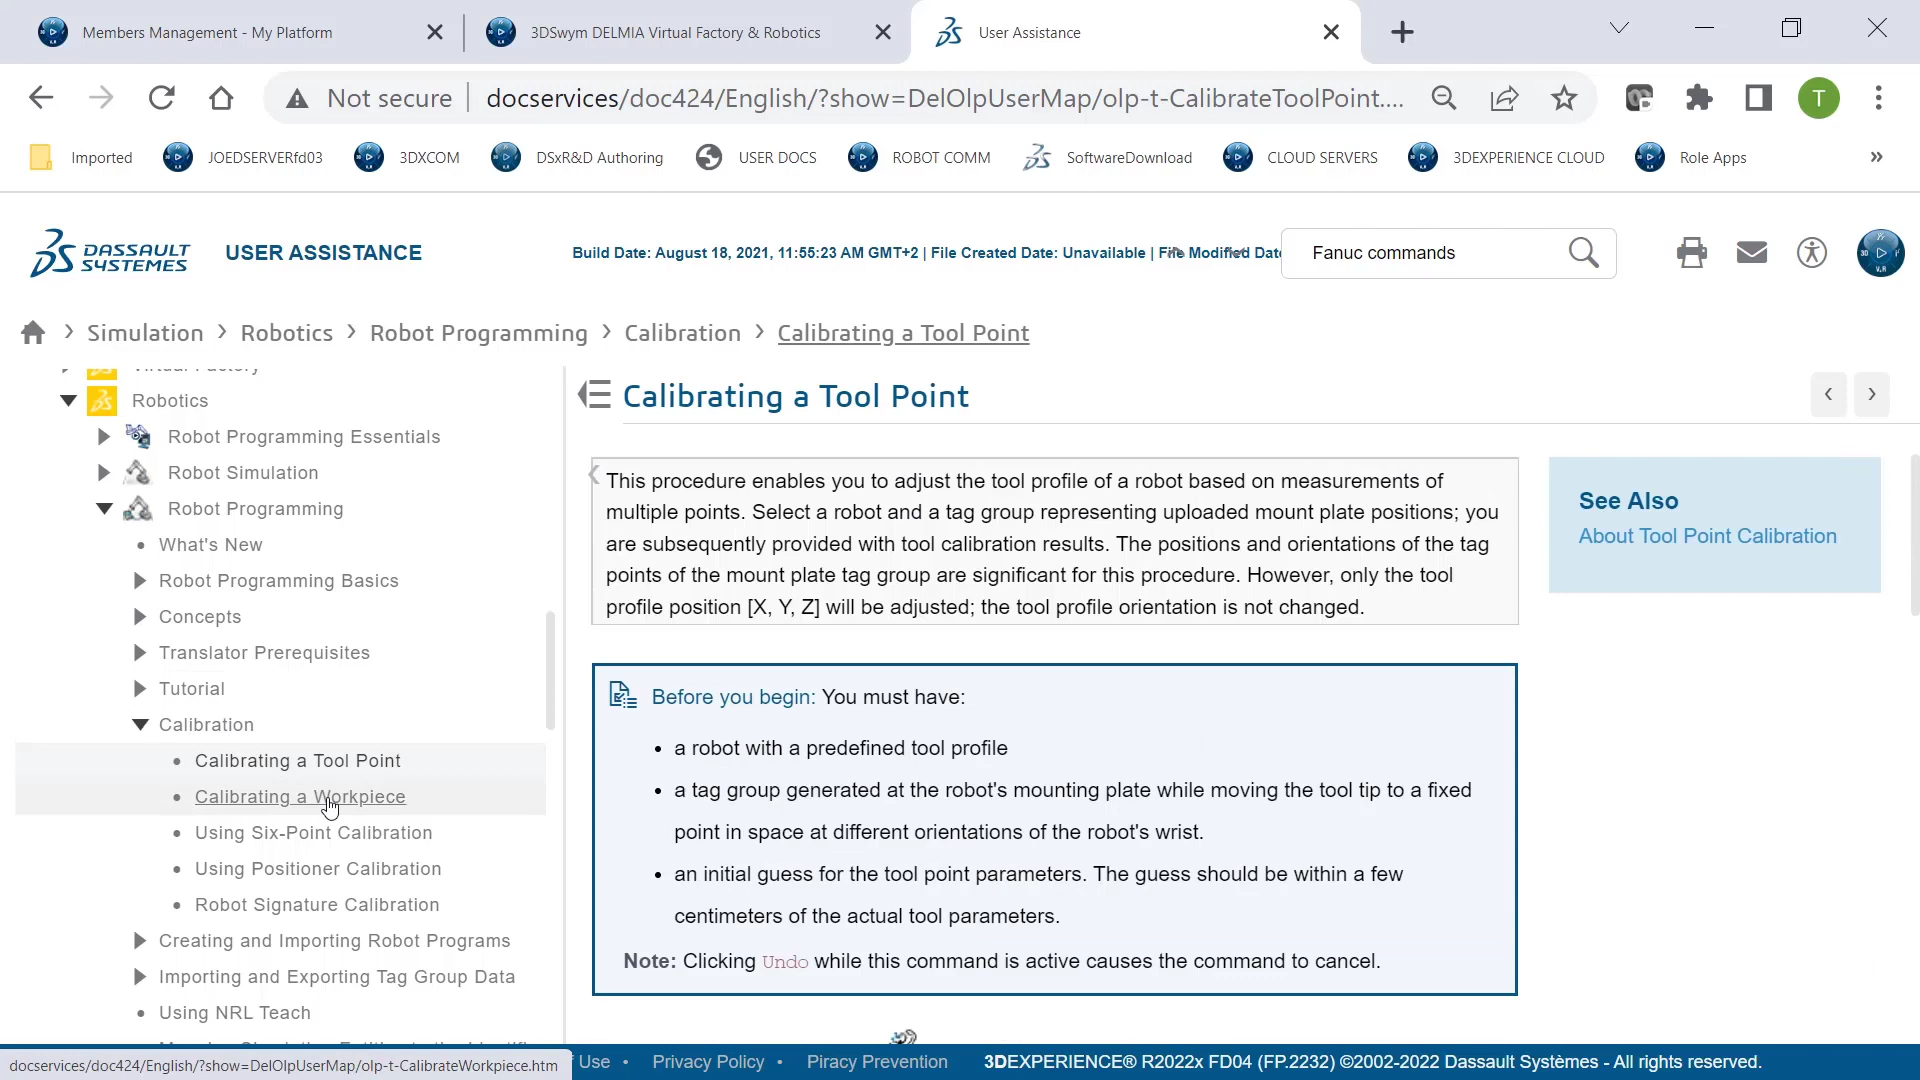 Members Management - My Platform
3DSwym DELMIA Virtual Factory & Robotics
User Assistance
Not secure
docservices/doc424/English/?show=DelOlpUserMap/olp-t-CalibrateToolPoint....
T
Imported
JOEDSERVERfd03
3DXCOM
DSxR&D Authoring
USER DOCS
ROBOT COMM
SoftwareDownload
CLOUD SERVERS
3DEXPERIENCE CLOUD
Role Apps
»
DASSAULT
SYSTEMES
USER ASSISTANCE
Build Date: August 18, 2021, 11:55:23 AM GMT+2 | File Created Date: Unavailable | File Modified Date
Fanuc commands
Simulation > Robotics > Robot Programming > Calibration > Calibrating a Tool Point
Virtual Factory
Robotics
Robot Programming Essentials
Robot Simulation
Robot Programming
What's New
Robot Programming Basics
Concepts
Translator Prerequisites
Tutorial
Calibration
Calibrating a Tool Point
Calibrating a Workpiece
Using Six-Point Calibration
Using Positioner Calibration
Robot Signature Calibration
Creating and Importing Robot Programs
Importing and Exporting Tag Group Data
Using NRL Teach
Calibrating a Tool Point
This procedure enables you to adjust the tool profile of a robot based on measurements of
multiple points. Select a robot and a tag group representing uploaded mount plate positions; you
are subsequently provided with tool calibration results. The positions and orientations of the tag
points of the mount plate tag group are significant for this procedure. However, only the tool
profile position [X, Y, Z] will be adjusted; the tool profile orientation is not changed.
See Also
About Tool Point Calibration
Before you begin: You must have:
• a robot with a predefined tool profile
• a tag group generated at the robot's mounting plate while moving the tool tip to a fixed
point in space at different orientations of the robot's wrist.
• an initial guess for the tool point parameters. The guess should be within a few
centimeters of the actual tool parameters.
Note: Clicking Undo while this command is active causes the command to cancel.
docservices/doc424/English/?show=DelOlpUserMap/olp-t-CalibrateWorkpiece.htm
Use • Privacy Policy • Piracy Prevention
3DEXPERIENCE® R2022x FD04 (FP.2232) ©2002-2022 Dassault Systèmes - All rights reserved.